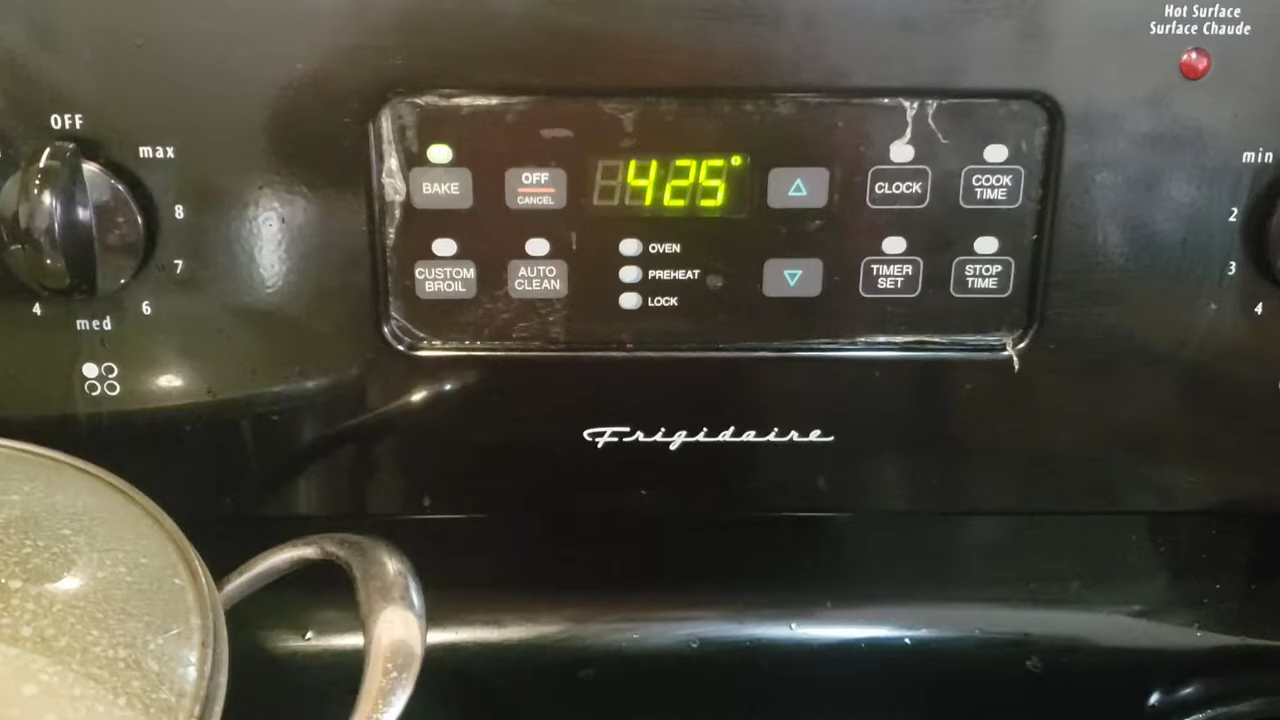 Hot Surface
Surface Chaude
OFF
max
8
7
6
med
4
BAKE
OFF
CANCEL
425°
CLOCK
COOK
TIME
CUSTOM
BROIL
AUTO
CLEAN
OVEN
PREHEAT
LOCK
TIMER
SET
STOP
TIME
min
2
3
4
Frigidaire